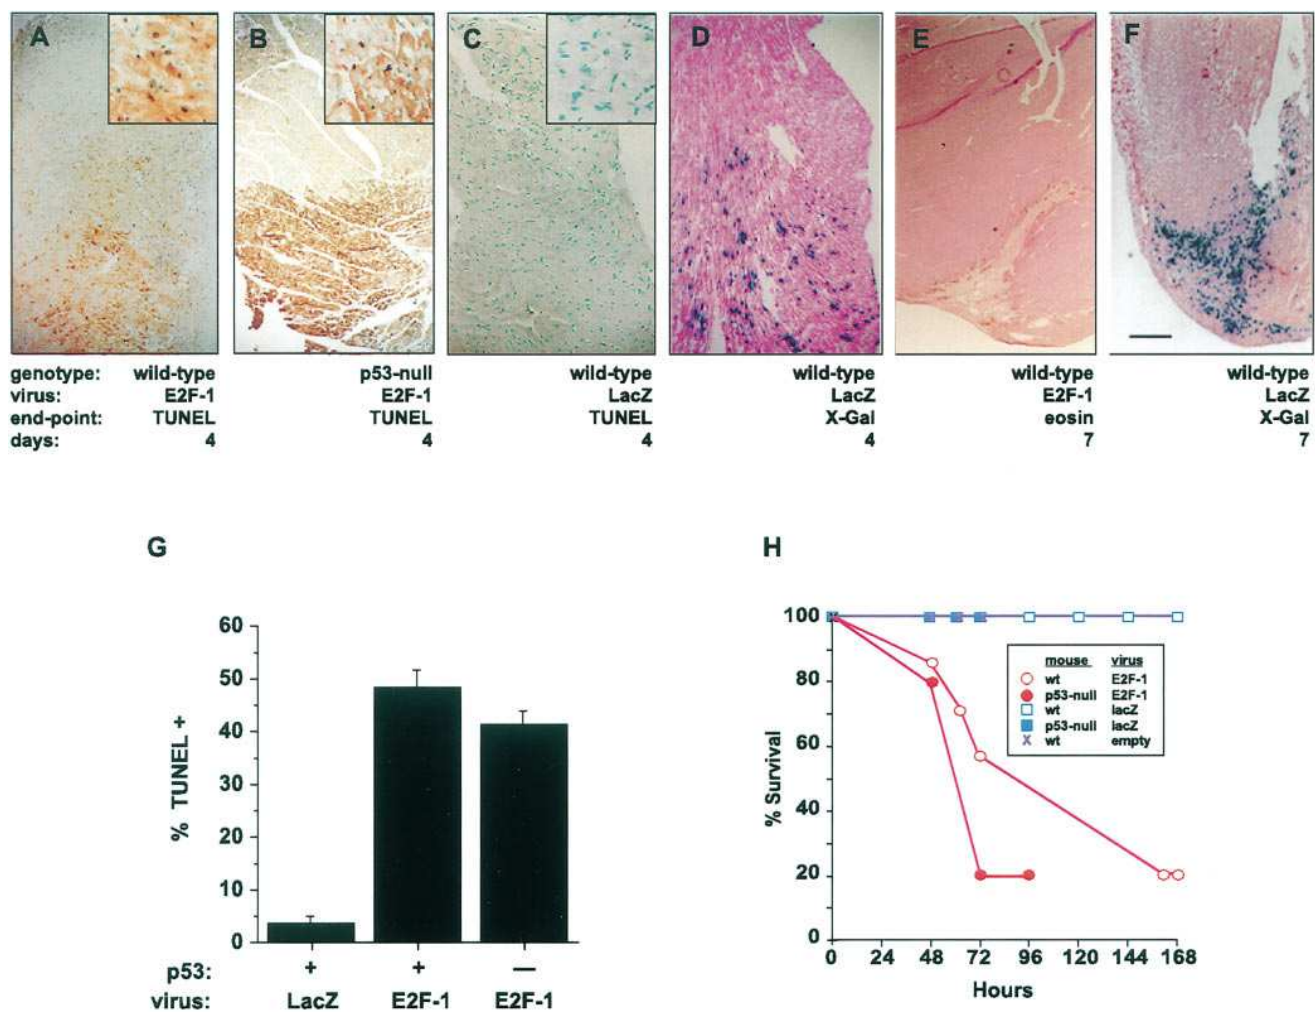 A B C D E F
genotype: wild-type p53-null wild-type wild-type wild-type wild-type
virus: E2F-1 E2F-1 LacZ LacZ E2F-1 LacZ
end-point: TUNEL TUNEL TUNEL X-Gal eosin X-Gal
days: 4 4 4 4 7 7
G
60
50
40
30
20
10
0
% TUNEL +
p53: + + —
virus: LacZ E2F-1 E2F-1
H
100
80
60
40
20
0
% Survival
mouse virus
wt E2F-1
p53-null E2F-1
wt lacZ
p53-null lacZ
wt empty
0 24 48 72 96 120 144 168
Hours